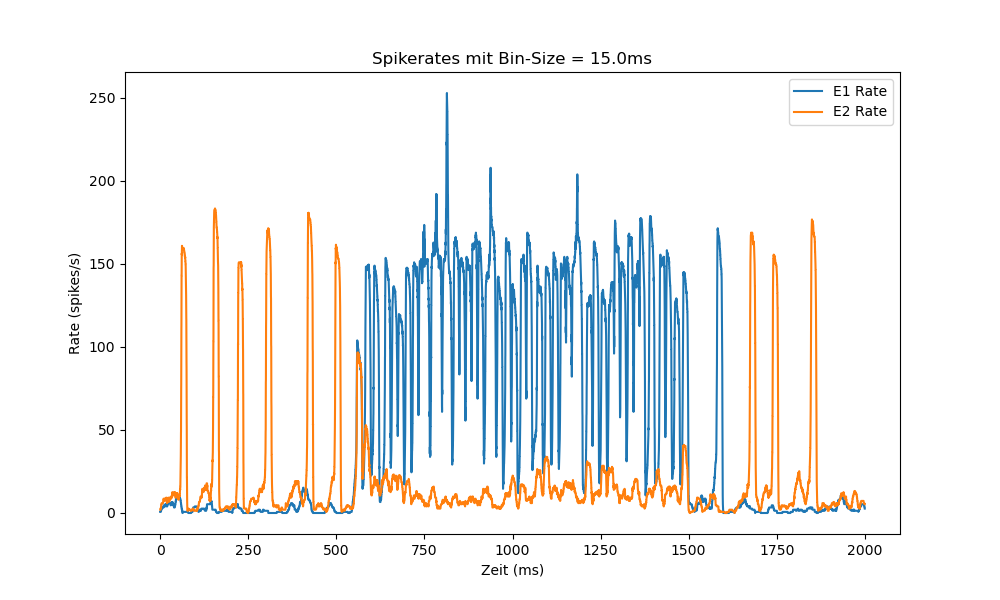 Spikerates mit Bin-Size = 15.0ms
E1 Rate
E2 Rate
Rate (spikes/s)
250
200
150
100
50
0
0 250 500 750 1000 1250 1500 1750 2000
Zeit (ms)